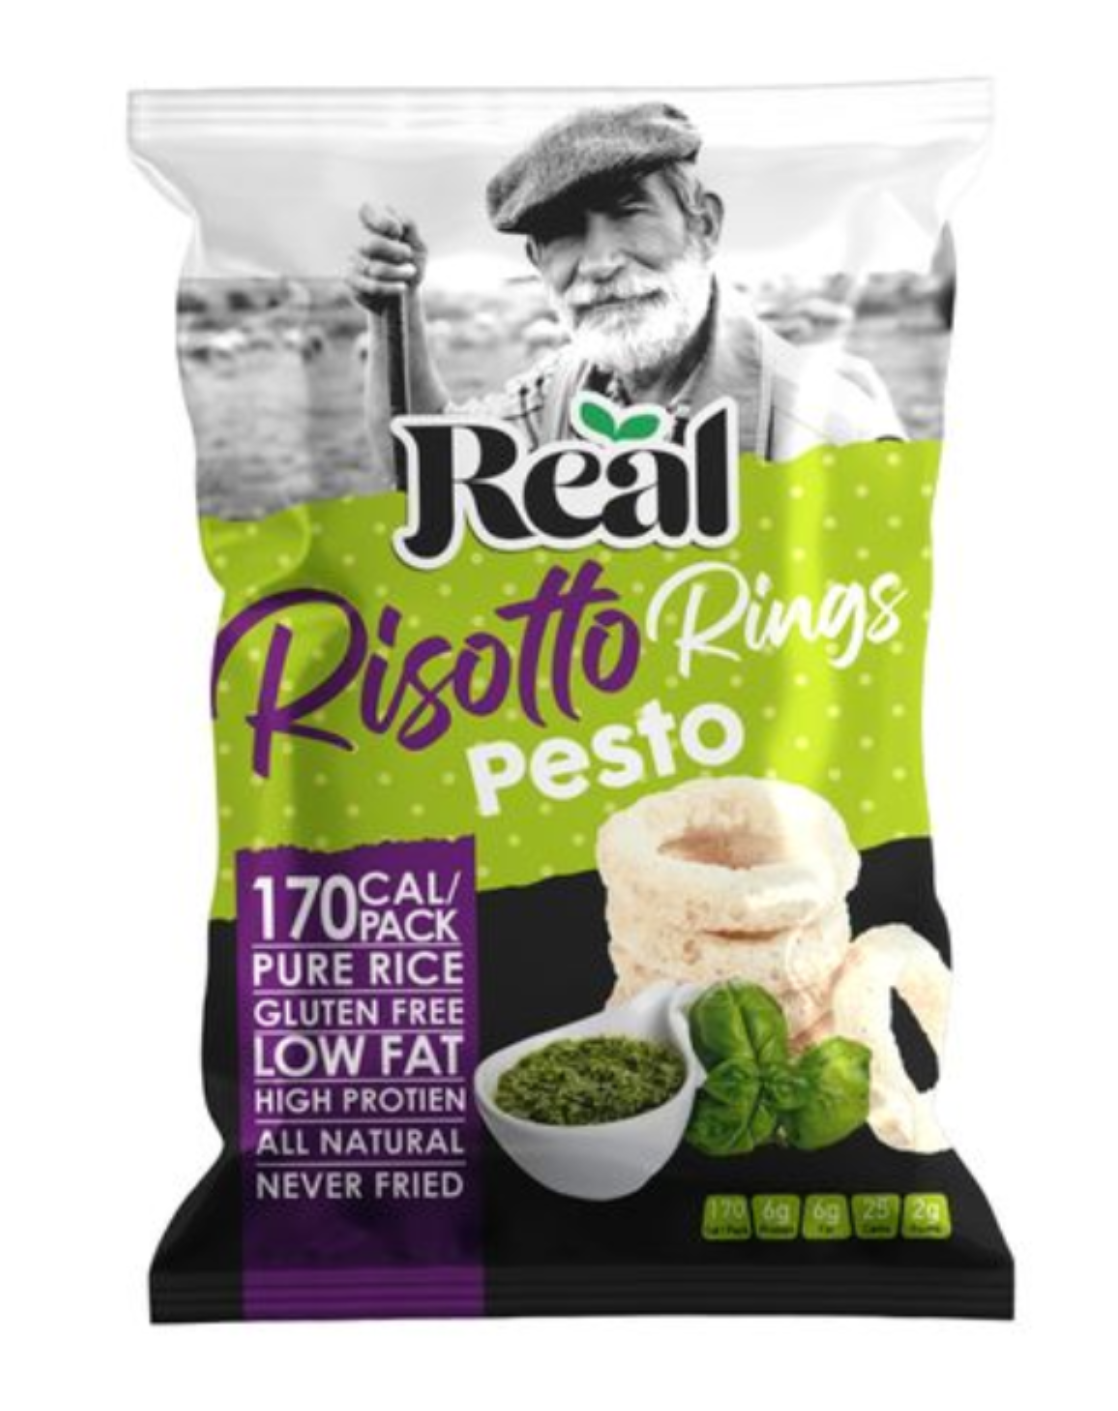 Real
Risotto Rings
pesto
170 CAL/
PACK
PURE RICE
GLUTEN FREE
LOW FAT
HIGH PROTIEN
ALL NATURAL
NEVER FRIED
170 6g 6g 25 2g